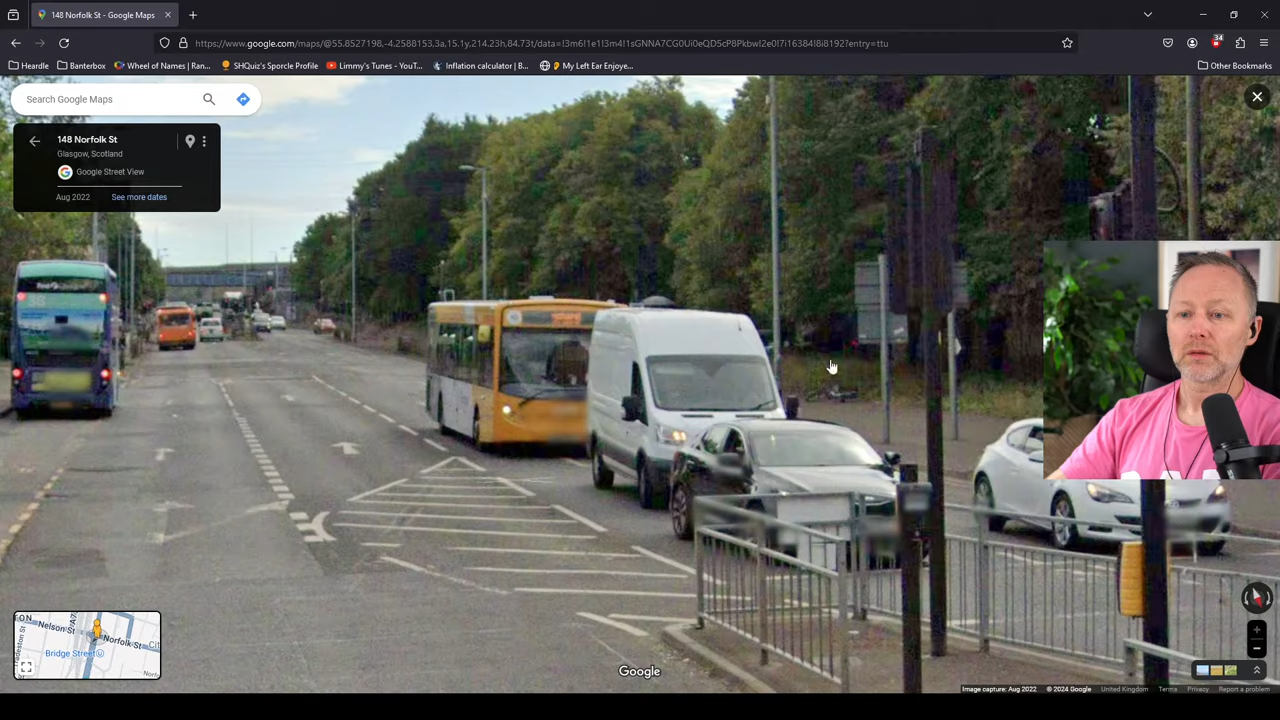 148 Norfolk St - Google Maps
https://www.google.com/maps/@55.8527198,-4.2588153,3a,15.1y,214.23h,84.73t/data=!3m6!1e1!3m4!1sGNNA7CG0Ui0eQD5cP8Pkbw!2e0!7i16384!8i8192?entry=ttu
34
Heardle
Banterbox
Wheel of Names | Ran...
SHQuiz's Sporcle Profile
Limmy's Tunes - YouT...
Inflation calculator | B...
My Left Ear Enjoye...
Other Bookmarks
Search Google Maps
148 Norfolk St
Glasgow, Scotland
Google Street View
Aug 2022
See more dates
38
Nelson St
Norfolk St
Bridge Street
Google
Image capture: Aug 2022
© 2024 Google
United Kingdom
Terms
Privacy
Report a problem